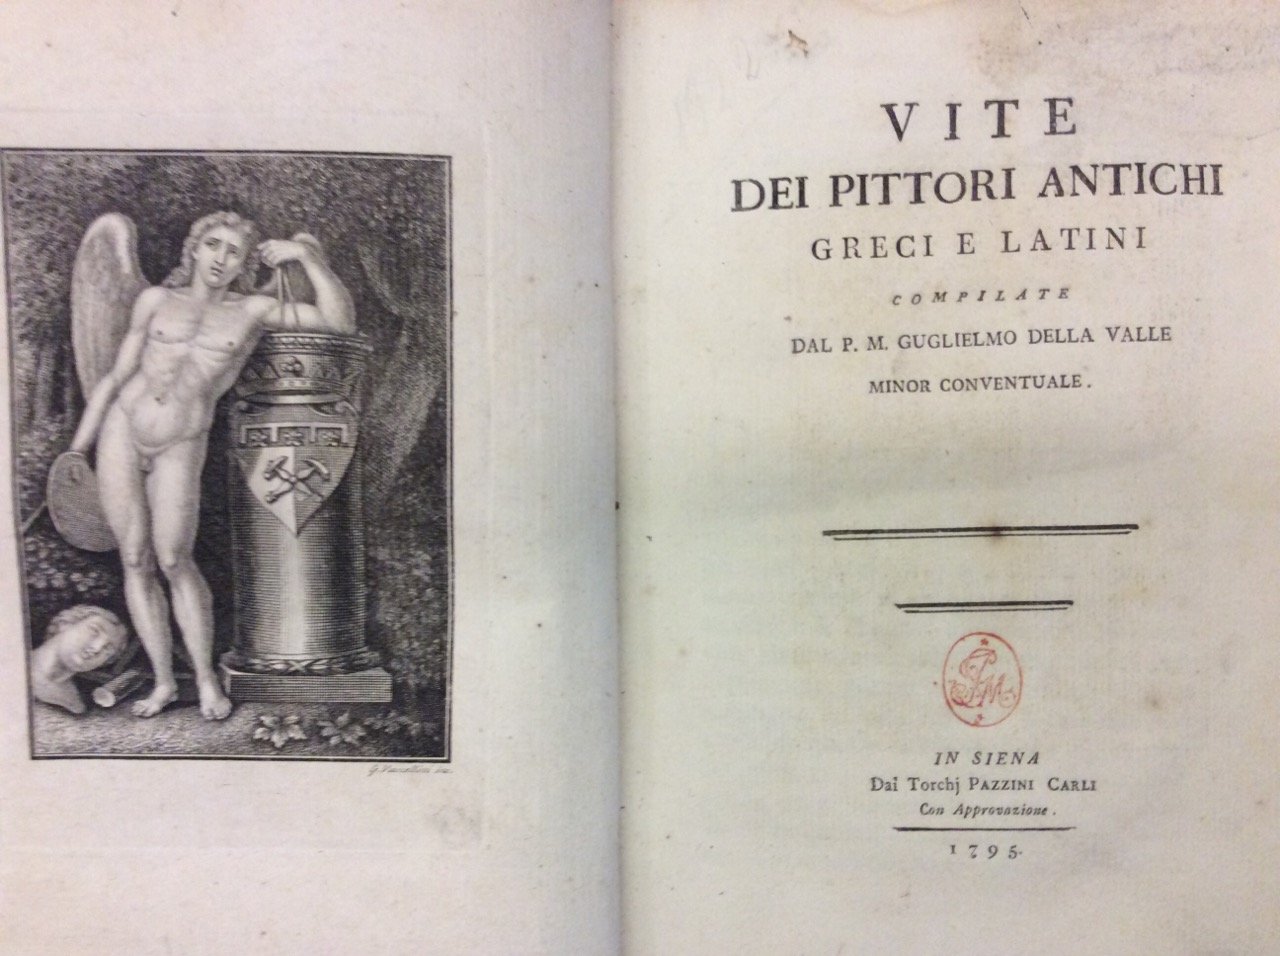 VITE
DEI PITTORI ANTICHI
GRECI E LATINI
COMPILATE
DAL P. M. GUGLIELMO DELLA VALLE
MINOR CONVENTUALE.
IN SIENA
Dai Torchj PAZZINI CARLI
Con Approvazione.
1795.